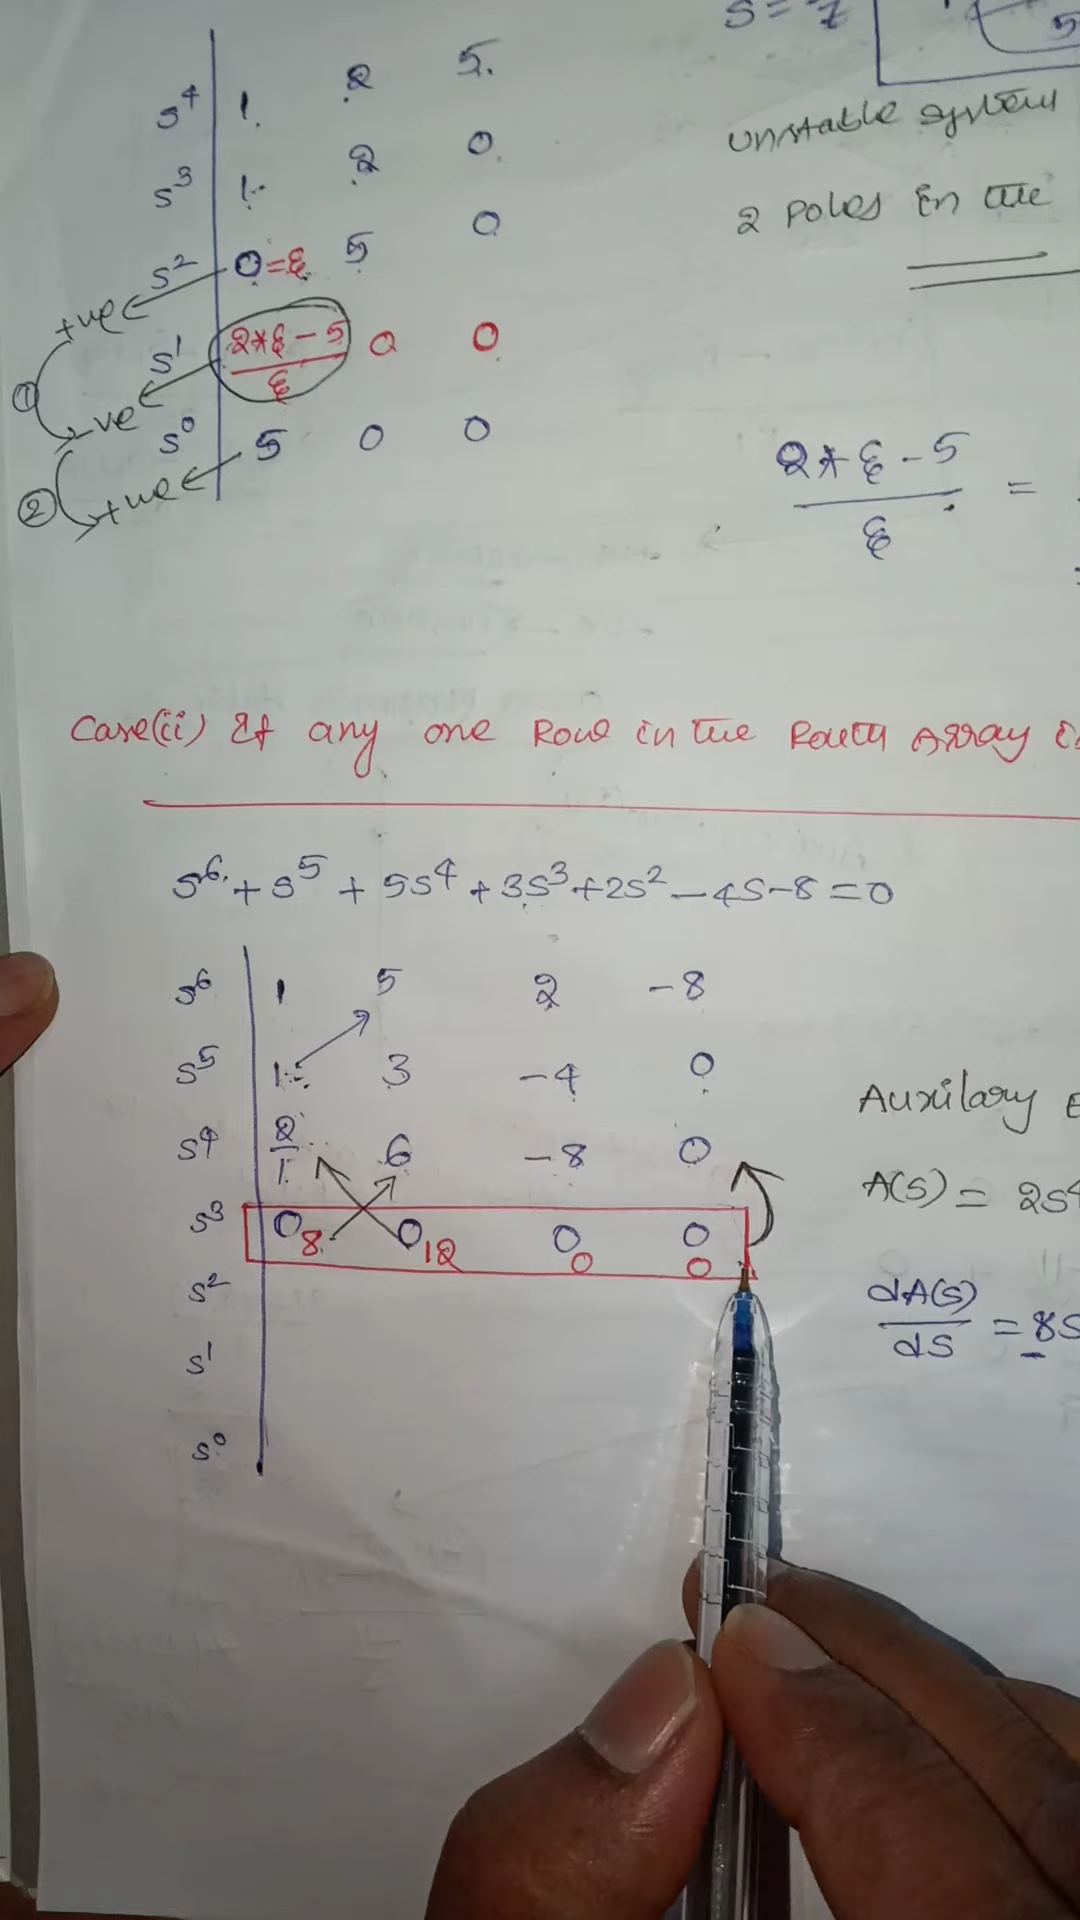 S = 7
5
s⁴ 1 2 5
s³ 1 2 0
s² 0=ε 5 0
+ve
s¹ (2*ε-5)/ε 0 0
①
-ve
s⁰ 5 0 0
②
+ve
unstable system
2 poles in the
(2*ε-5)/ε =
Case(ii) If any one Row in the Routh Array
s⁶ + s⁵ + 5s⁴ + 3s³ + 2s² - 4s - 8 = 0
s⁶ 1 5 2 -8
s⁵ 1 3 -4 0
s⁴ 2/1 6 -8 0
s³ 0 0 0 0
8 12 0 0
s²
s¹
s⁰
Auxilary E
A(s) = 2s⁴
dA(s)/ds = 8s